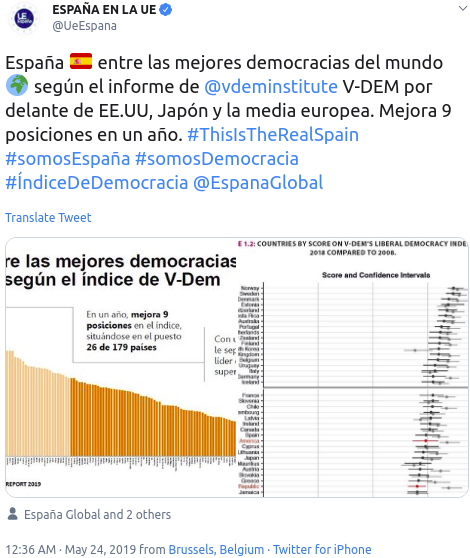 ESPAÑA EN LA UE
@UeEspana
España entre las mejores democracias del mundo
según el informe de @vdeminstitute V-DEM por
delante de EE.UU, Japón y la media europea. Mejora 9
posiciones en un año. #ThisIsTheRealSpain
#somosEspaña #somosDemocracia
#ÍndiceDeDemocracia @EspanaGlobal
Translate Tweet
re las mejores democracias
según el índice de V-Dem
En un año, mejora 9
posiciones en el índice,
situándose en el puesto
26 de 179 países
Con
le sep
líder
super
REPORT 2019
E 1.2: COUNTRIES BY SCORE ON V-DEM'S LIBERAL DEMOCRACY INDE
2018 COMPARED TO 2008.
Score and Confidence Intervals
Norway
Sweden
Denmark
Estonia
itzerland
sta Rica
Australia
Portugal
therlands
Zealand
Finland
th Korea
Kingdom
Belgium
Uruguay
Italy
Germany
Iceland
France
Slovenia
Chile
embourg
Latvia
Ireland
Canada
Spain
America
Cyprus
Lithuania
Japan
Mauritius
Austria
Slovakia
Greece
Republic
Jamaica
España Global and 2 others
12:36 AM · May 24, 2019 from Brussels, Belgium · Twitter for iPhone